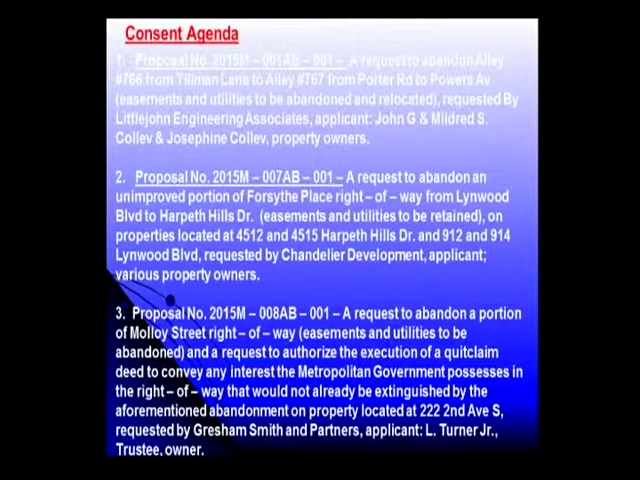 Consent Agenda
1. Proposal No. 2015M – 001AB – 001 – A request to abandon Alley
#766 from Tillman Lane to Alley #767 from Porter Rd to Powers Av
(easements and utilities to be abandoned and relocated), requested By
Littlejohn Engineering Associates, applicant: John G & Mildred S.
Collev & Josephine Collev, property owners.
2. Proposal No. 2015M – 007AB – 001 – A request to abandon an
unimproved portion of Forsythe Place right – of – way from Lynwood
Blvd to Harpeth Hills Dr. (easements and utilities to be retained), on
properties located at 4512 and 4515 Harpeth Hills Dr. and 912 and 914
Lynwood Blvd, requested by Chandelier Development, applicant;
various property owners.
3. Proposal No. 2015M – 008AB – 001 – A request to abandon a portion
of Molloy Street right – of – way (easements and utilities to be
abandoned) and a request to authorize the execution of a quitclaim
deed to convey any interest the Metropolitan Government possesses in
the right – of – way that would not already be extinguished by the
aforementioned abandonment on property located at 222 2nd Ave S,
requested by Gresham Smith and Partners, applicant: L. Turner Jr.,
Trustee, owner.